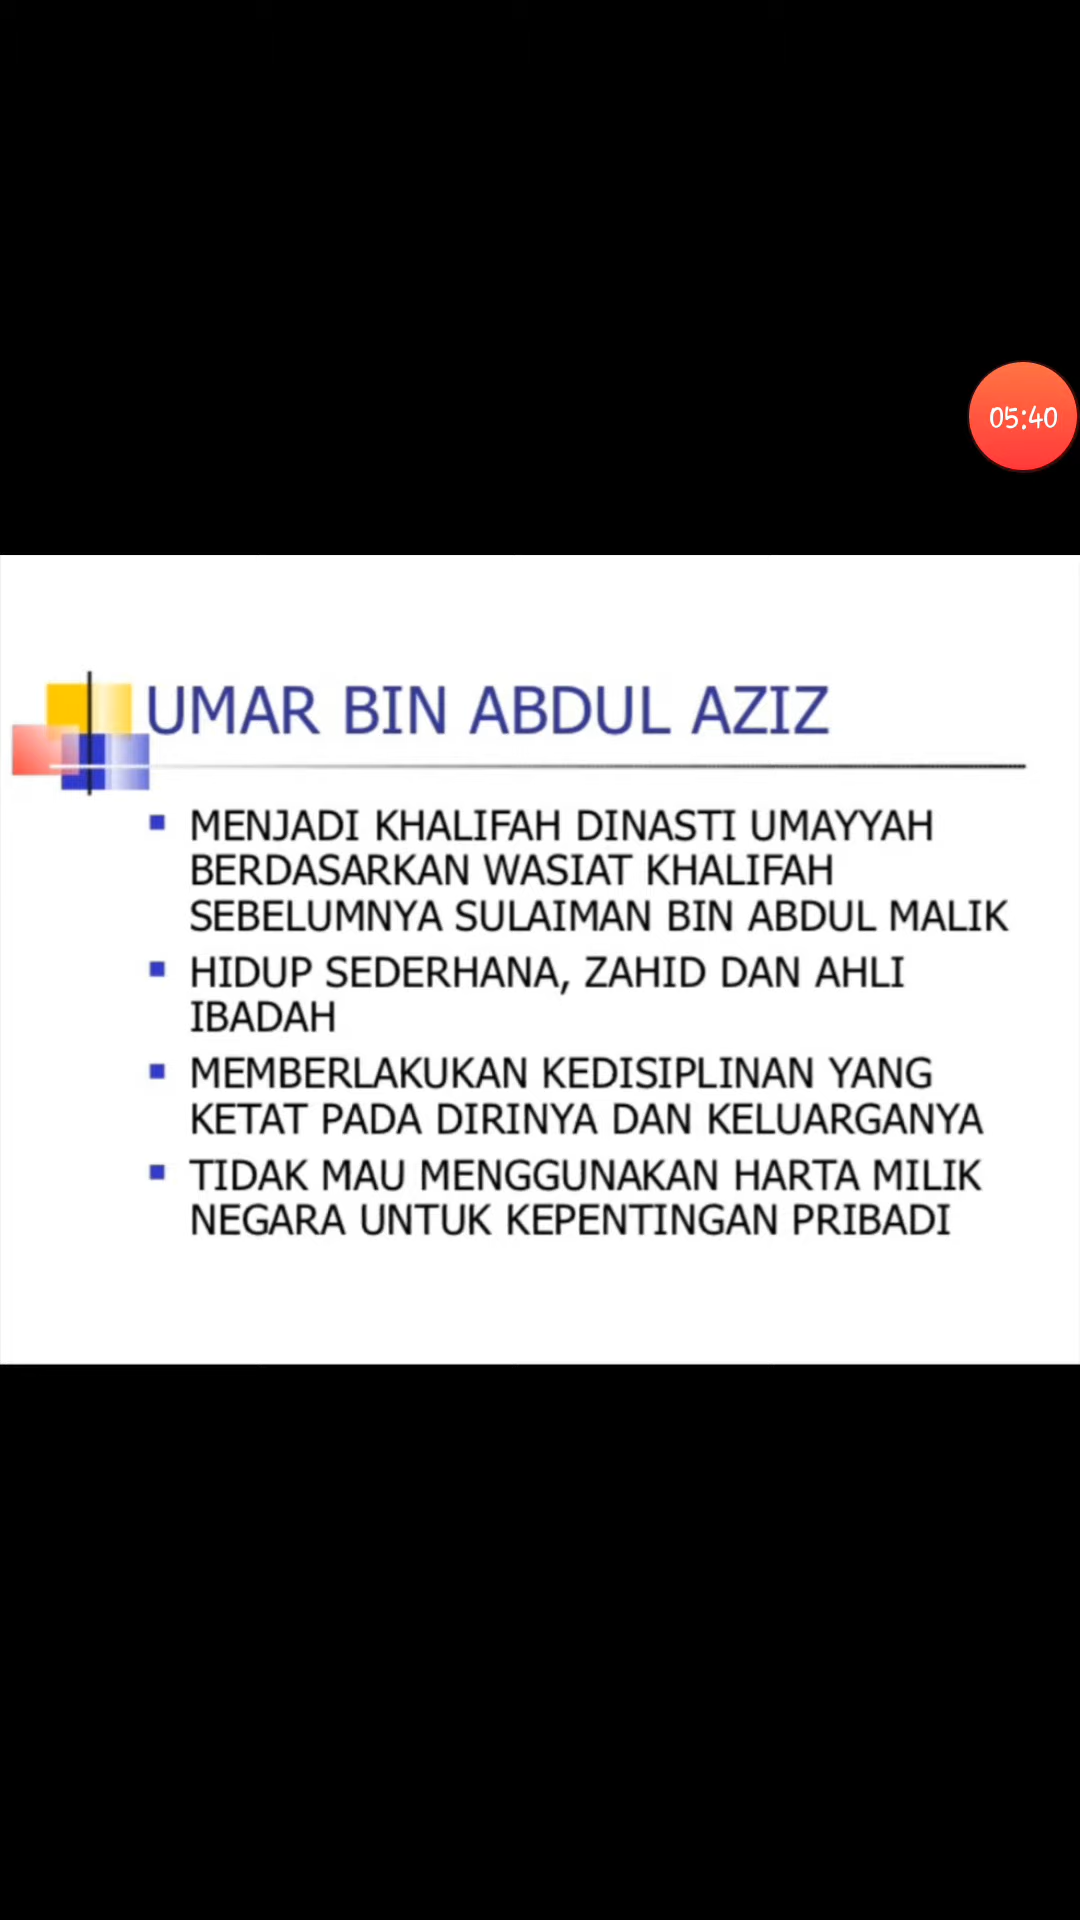 05:40
UMAR BIN ABDUL AZIZ
MENJADI KHALIFAH DINASTI UMAYYAH
BERDASARKAN WASIAT KHALIFAH
SEBELUMNYA SULAIMAN BIN ABDUL MALIK
HIDUP SEDERHANA, ZAHID DAN AHLI
IBADAH
MEMBERLAKUKAN KEDISIPLINAN YANG
KETAT PADA DIRINYA DAN KELUARGANYA
TIDAK MAU MENGGUNAKAN HARTA MILIK
NEGARA UNTUK KEPENTINGAN PRIBADI